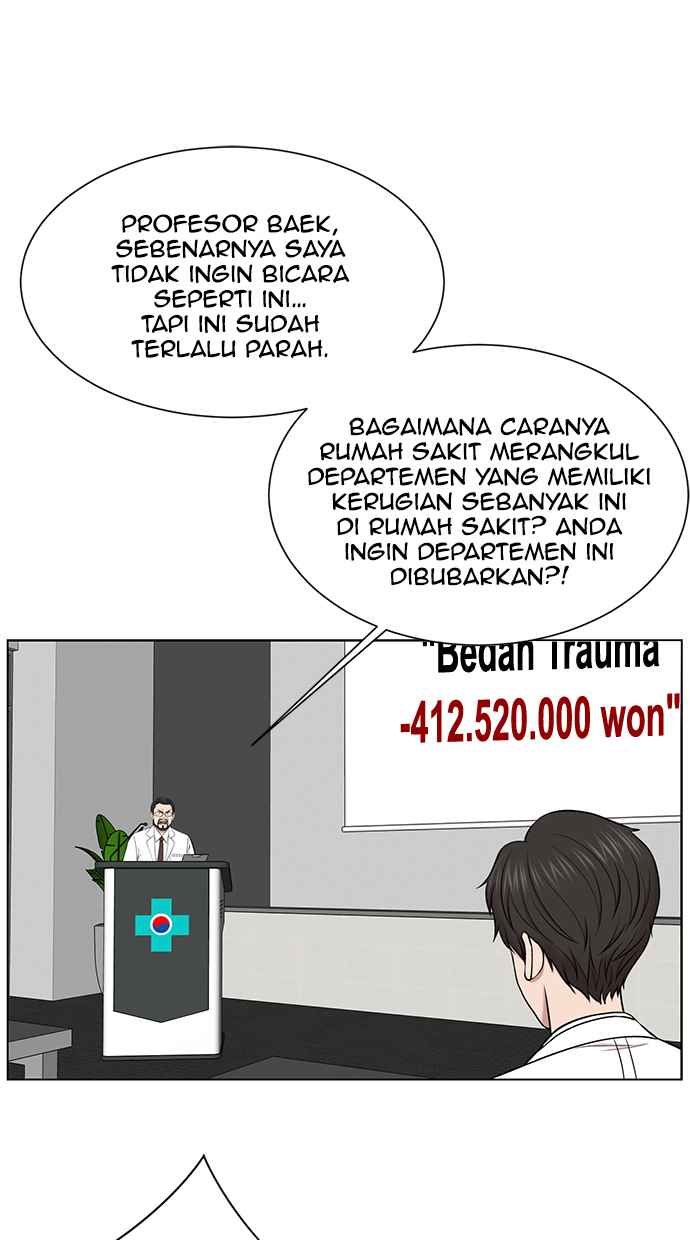 PROFESOR BAEK,
SEBENARNYA SAYA
TIDAK INGIN BICARA
SEPERTI INI...
TAPI INI SUDAH
TERLALU PARAH.
BAGAIMANA CARANYA
RUMAH SAKIT MERANGKUL
DEPARTEMEN YANG MEMILIKI
KERUGIAN SEBANYAK INI
DI RUMAH SAKIT? ANDA
INGIN DEPARTEMEN INI
DIBUBARKAN?!
"Bedah Trauma
-412.520.000 won"